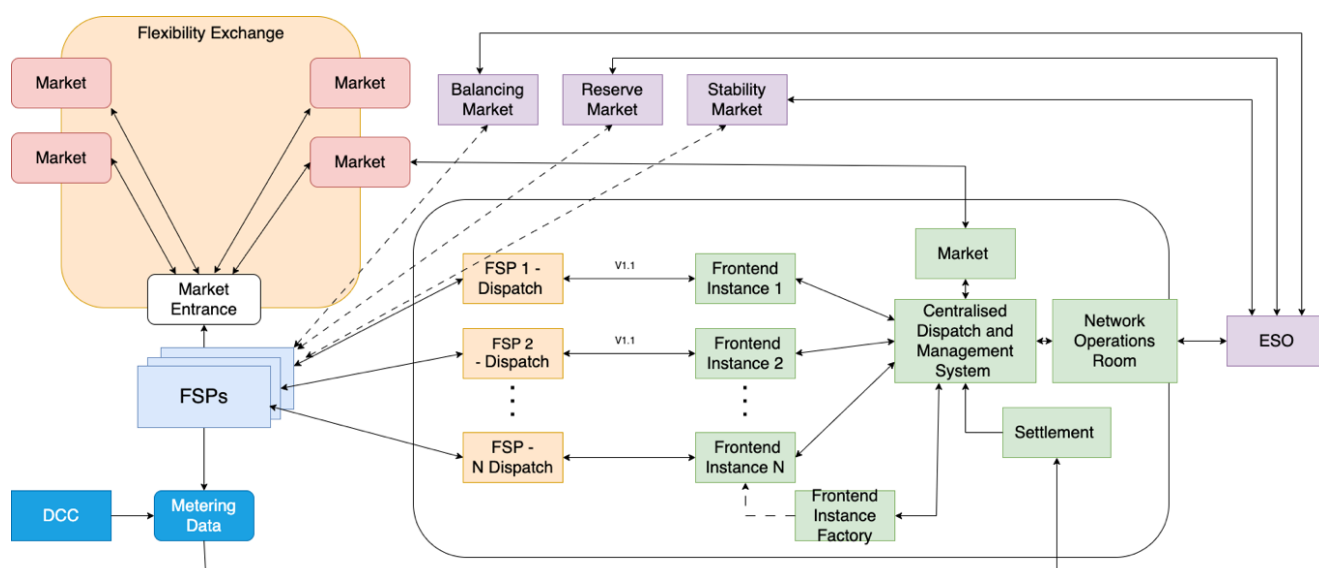 Flexibility Exchange
Market
Market
Market
Market
Market
Entrance
Balancing
Market
Reserve
Market
Stability
Market
FSP 1 -
Dispatch
V1.1
Frontend
Instance 1
Market
FSP 2
- Dispatch
V1.1
Frontend
Instance 2
Centralised
Dispatch and
Management
System
Network
Operations
Room
ESO
FSPs
FSP -
N Dispatch
Frontend
Instance N
Settlement
DCC
Metering
Data
Frontend
Instance
Factory